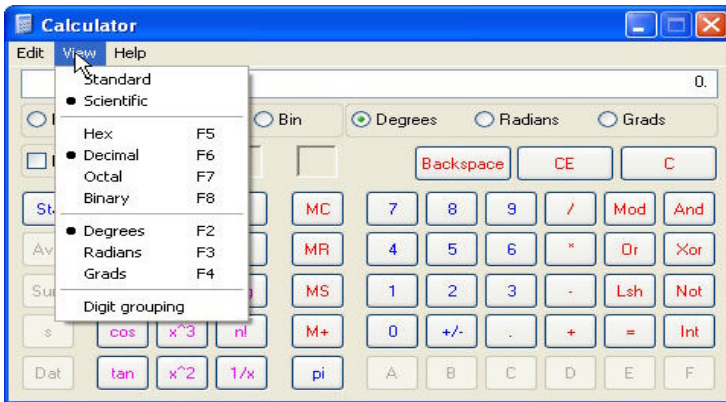 Calculator
Edit View Help
Standard
0.
Scientific
Bin Degrees Radians Grads
Hex F5
Decimal F6
Octal F7
Binary F8
Backspace CE C
Degrees F2
Radians F3
Grads F4
Digit grouping
MC 7 8 9 / Mod And
MR 4 5 6 * Or Xor
MS 1 2 3 - Lsh Not
s cos x^3 n! M+ 0 +/- . + = Int
Dat tan x^2 1/x pi A B C D E F